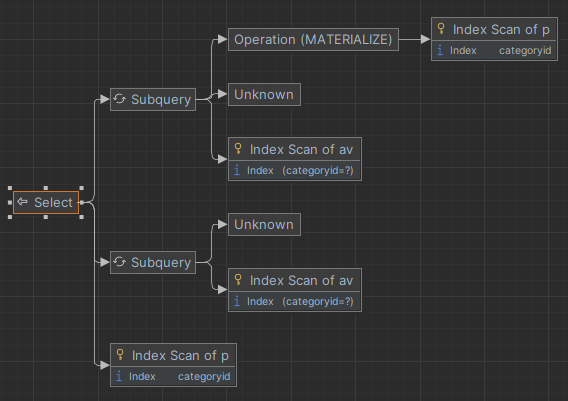 Operation (MATERIALIZE)
Index Scan of p
i Index categoryid
Subquery
Unknown
Index Scan of av
i Index (categoryid=?)
Select
Unknown
Subquery
Index Scan of av
i Index (categoryid=?)
Index Scan of p
i Index categoryid